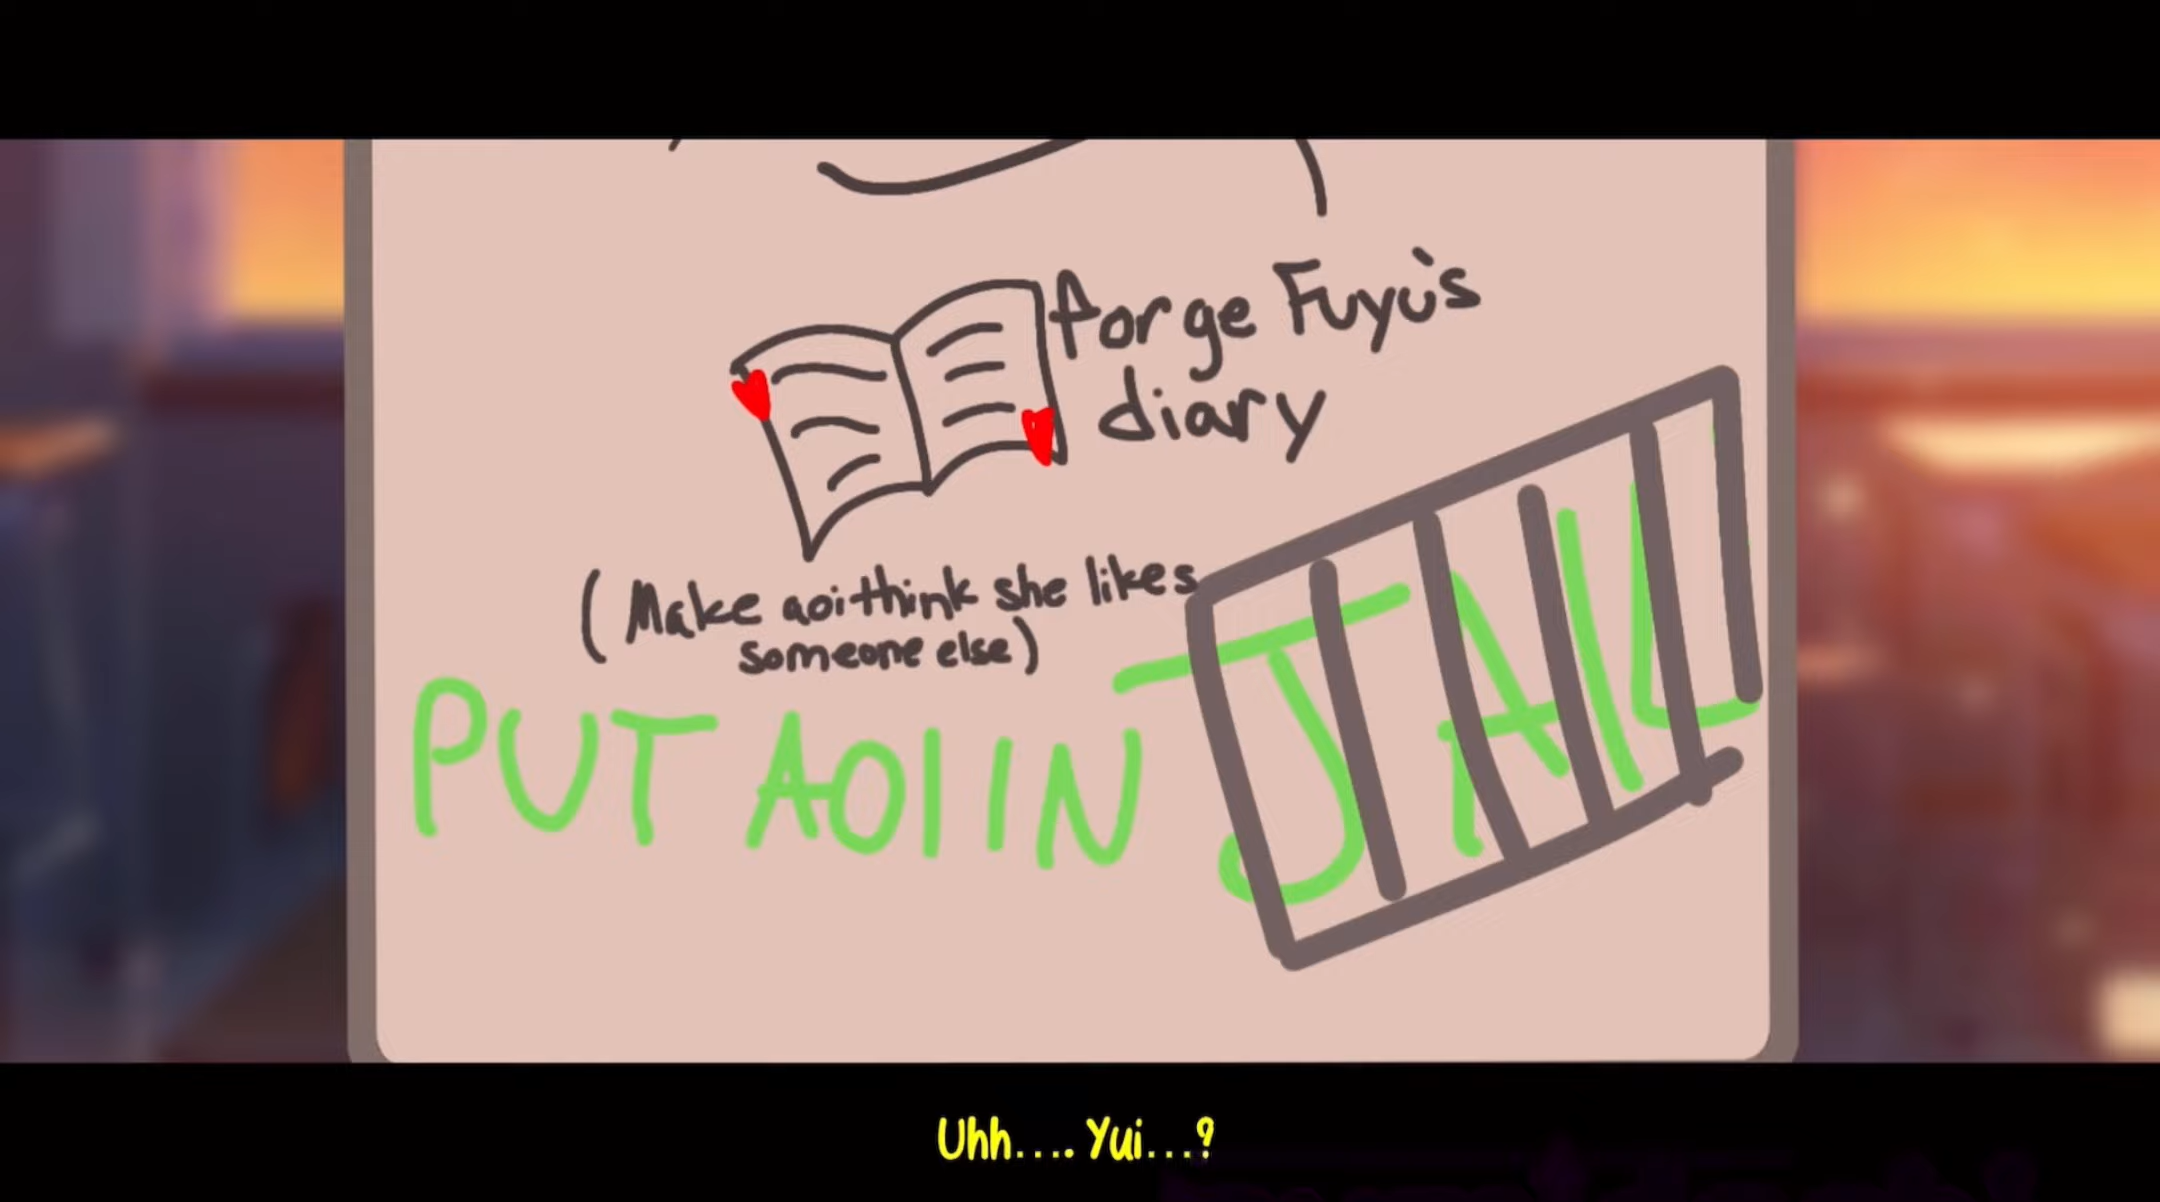 forge Fuyu's
diary
(Make aoi think she likes
someone else)
PUT AOI IN JAIL
Uhh.... Yui...?